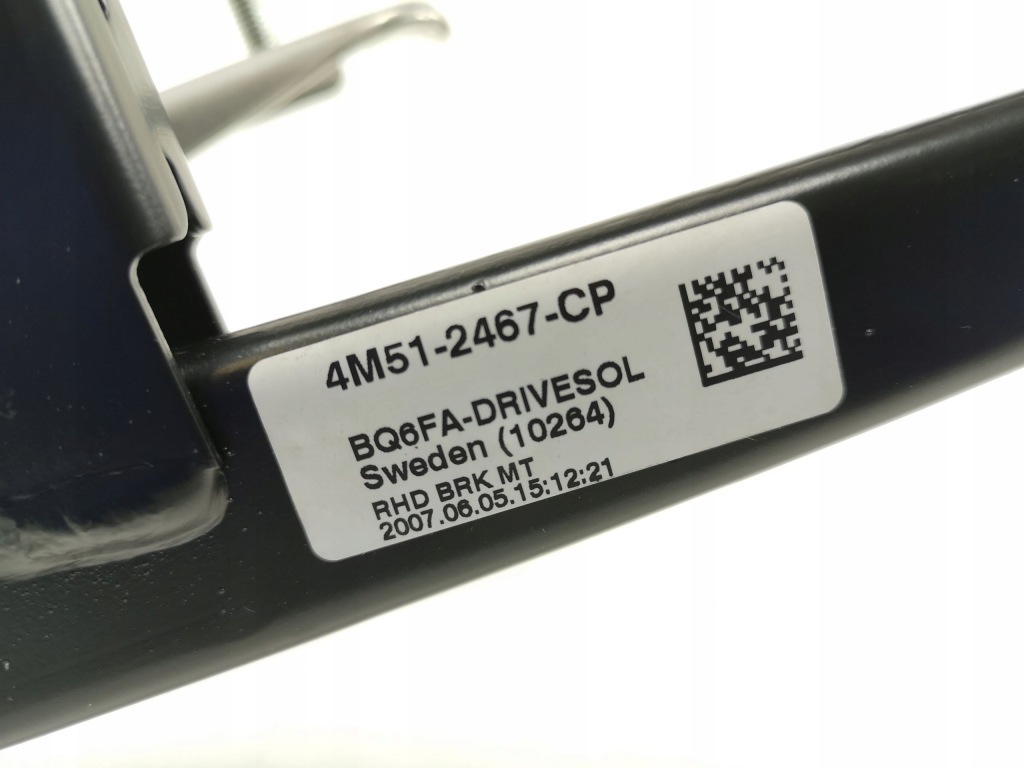 4M51-2467-CP
BQ6FA-DRIVESOL
Sweden (10264)
RHD BRK MT
2007.06.05.15:12:21